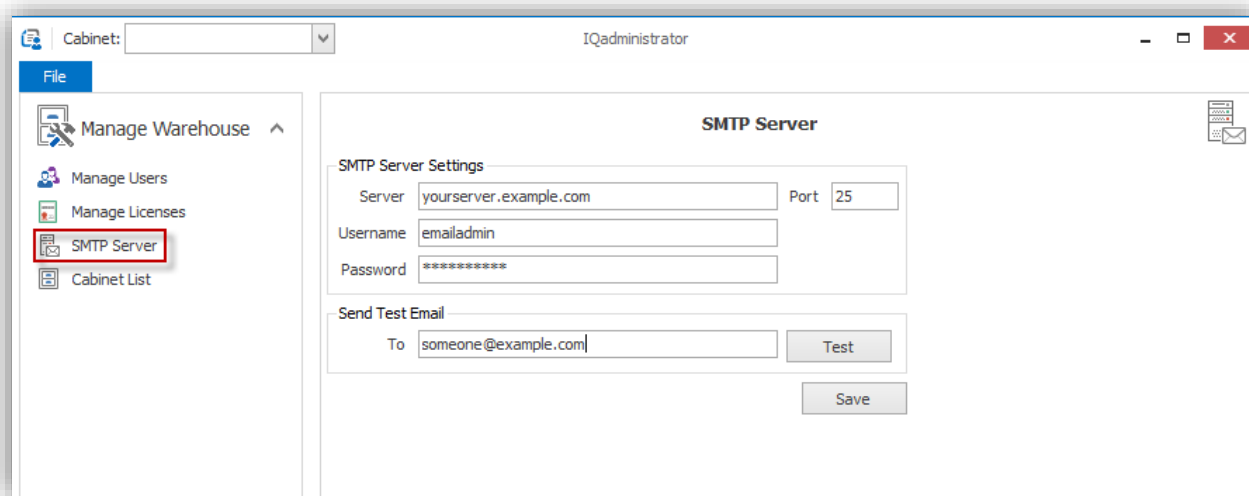 Cabinet:
IQadministrator
File
Manage Warehouse
Manage Users
Manage Licenses
SMTP Server
Cabinet List
SMTP Server
SMTP Server Settings
Server yourserver.example.com Port 25
Username emailadmin
Password **********
Send Test Email
To someone@example.com Test
Save